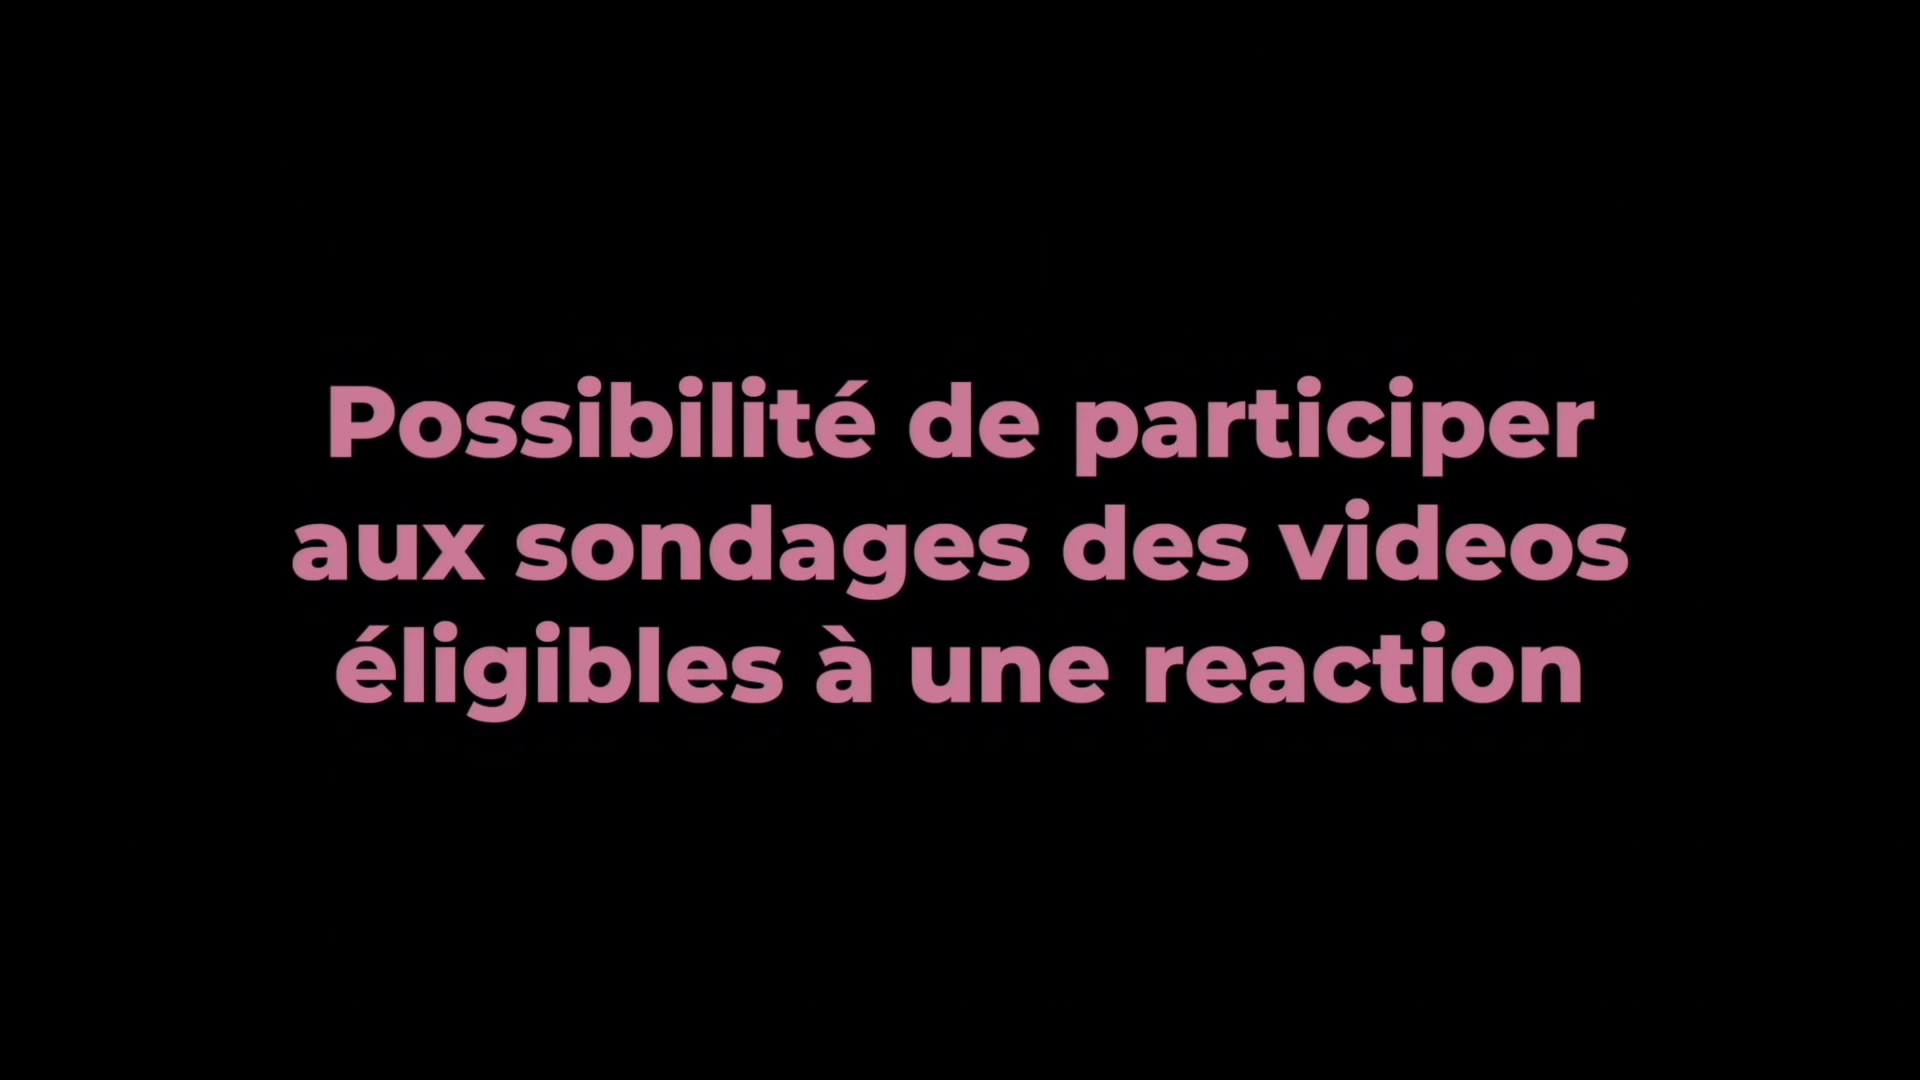 Possibilité de participer
aux sondages des videos
éligibles à une reaction